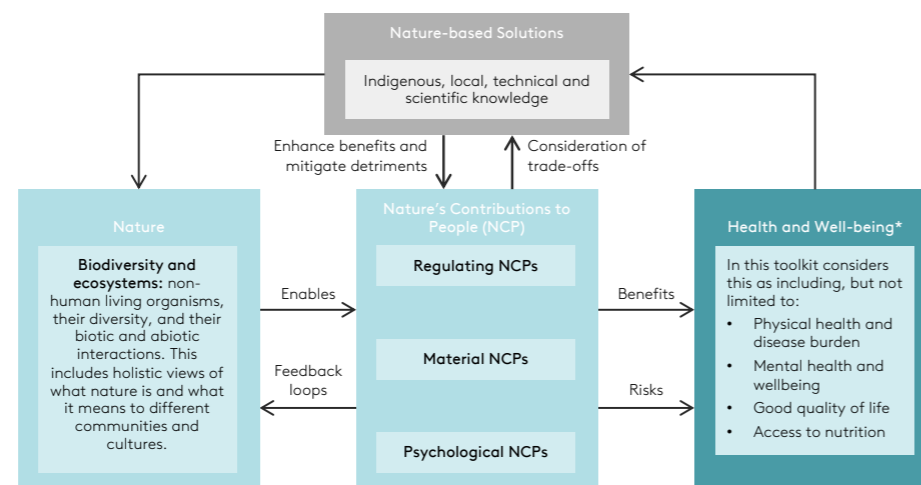 Nature-based Solutions
Indigenous, local, technical and
scientific knowledge
Enhance benefits and
mitigate detriments
Consideration of
trade-offs
Nature
Biodiversity and
ecosystems: non-
human living organisms,
their diversity, and their
biotic and abiotic
interactions. This
includes holistic views of
what nature is and what
it means to different
communities and
cultures.
Enables
Feedback
loops
Nature's Contributions to
People (NCP)
Regulating NCPs
Material NCPs
Psychological NCPs
Benefits
Risks
Health and Well-being*
In this toolkit considers
this as including, but not
limited to:
• Physical health and
disease burden
• Mental health and
wellbeing
• Good quality of life
• Access to nutrition